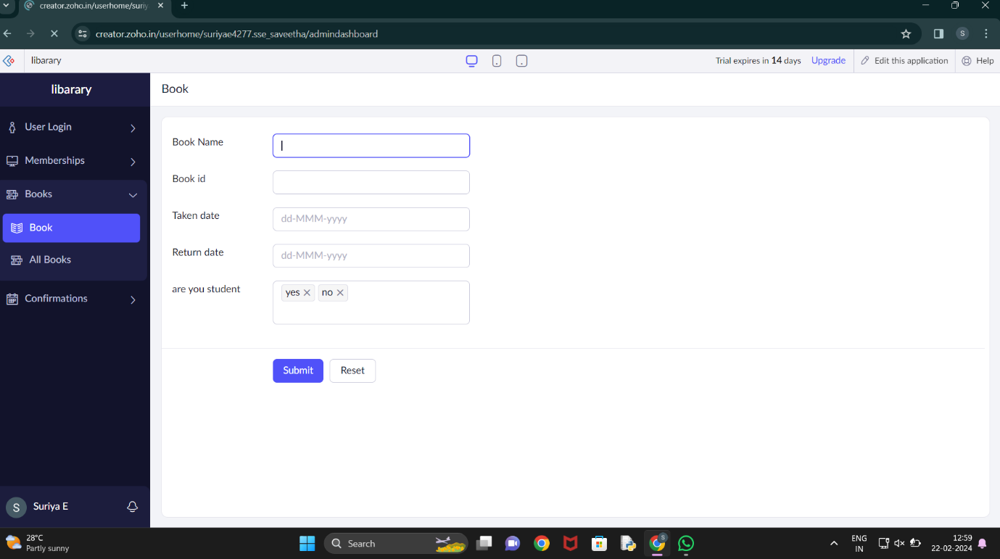 creator.zoho.in/userhome/suriy
creator.zoho.in/userhome/suriyae4277.sse_saveetha/admindashboard
S
libarary
Trial expires in 14 days
Upgrade
Edit this application
Help
libarary
Book
User Login
Memberships
Books
Book
All Books
Confirmations
Book Name
Book id
Taken date
dd-MMM-yyyy
Return date
dd-MMM-yyyy
are you student
yes
no
Submit
Reset
S
Suriya E
28°C
Partly sunny
Search
S
ENG
IN
12:59
22-02-2024